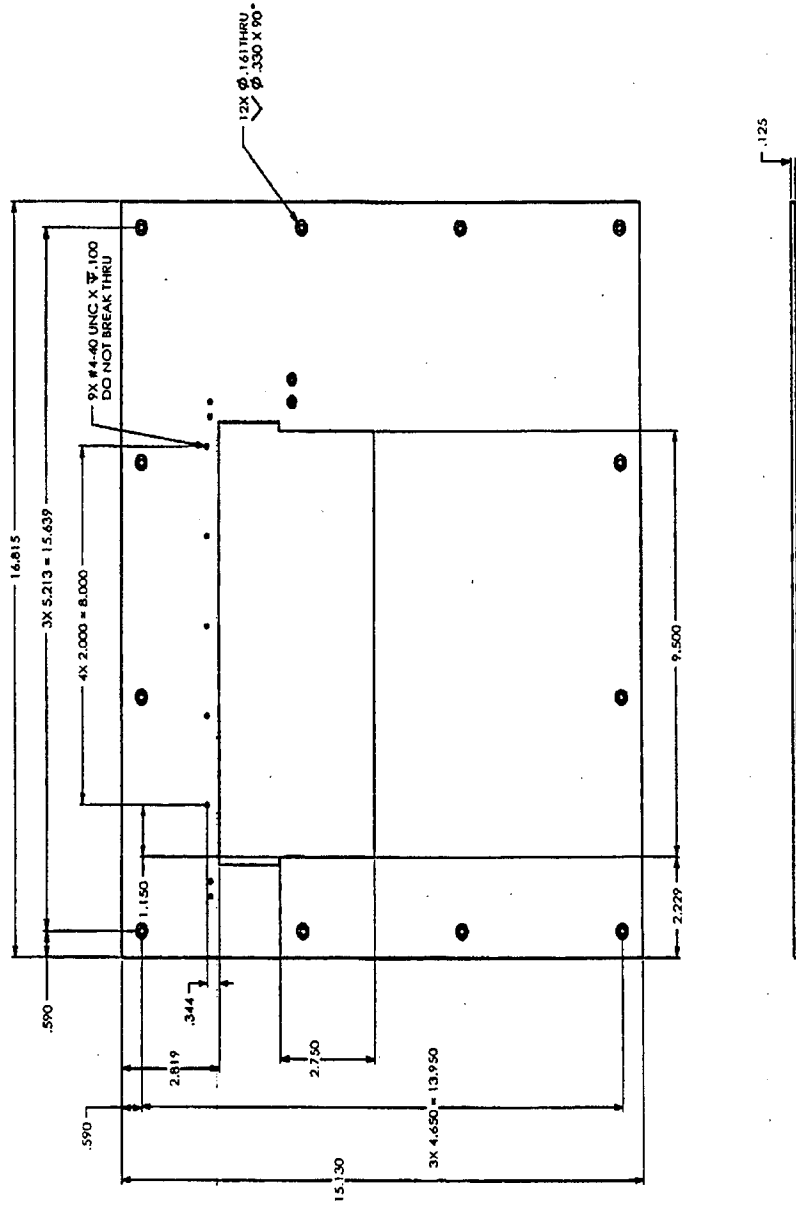 16.815
3X 5.213 = 15.639
.590
4X 2.000 = 8.000
9X #4-40 UNC X ↧.100
DO NOT BREAK THRU
12X Ø.161 THRU
⌵ Ø.330 X 90°
1.150
.344
2.819
.590
2.750
3X 4.650 = 13.950
15.130
9.500
2.229
.125